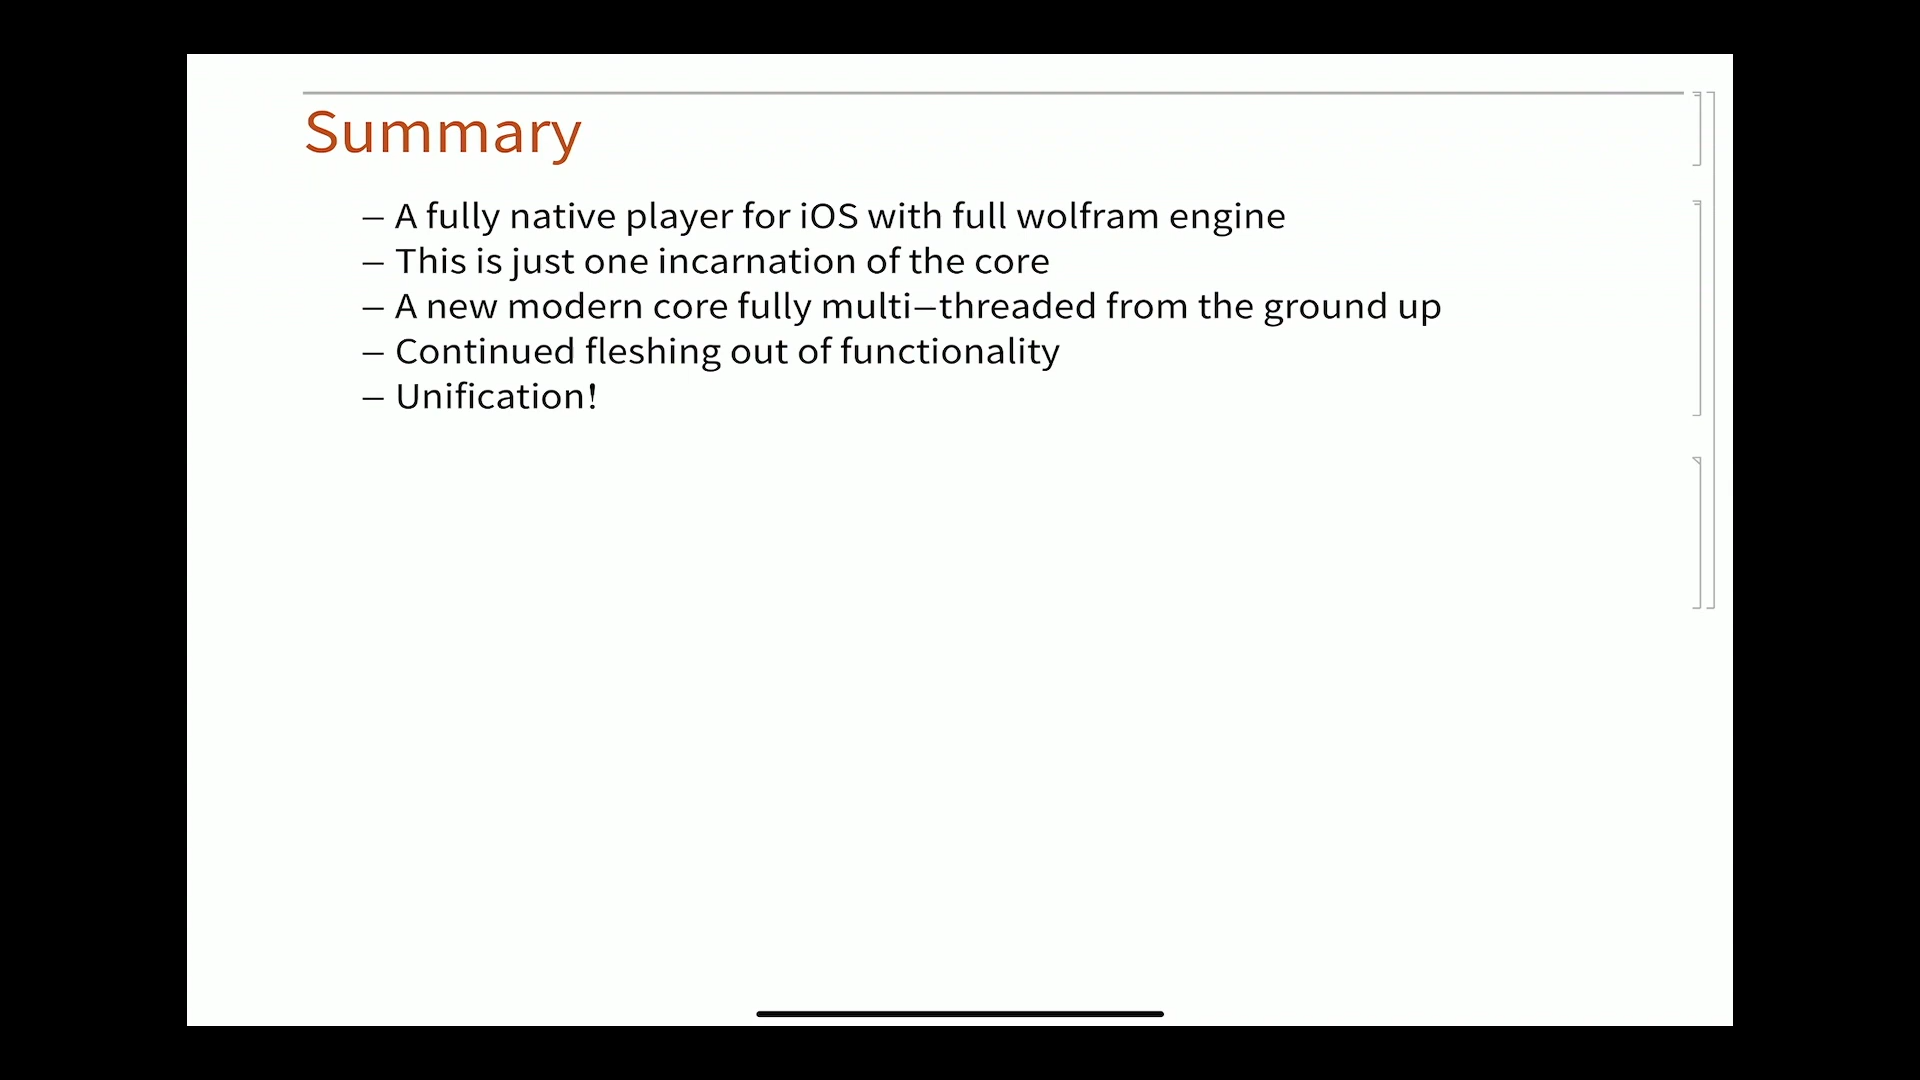 Summary
– A fully native player for iOS with full wolfram engine
– This is just one incarnation of the core
– A new modern core fully multi–threaded from the ground up
– Continued fleshing out of functionality
– Unification!